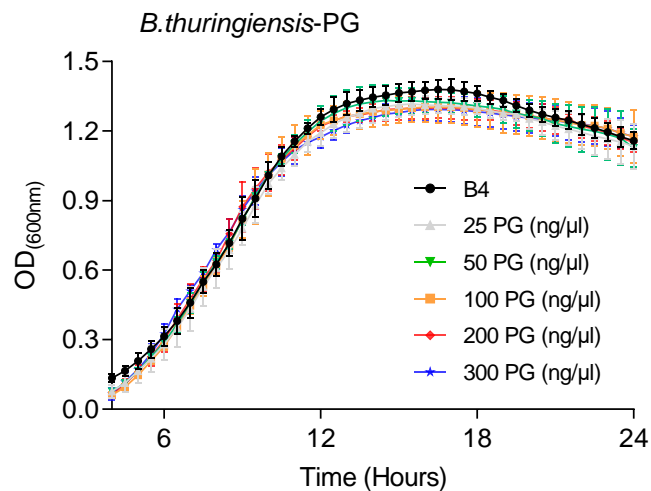 B.thuringiensis-PG
OD(600nm)
1.5
1.2
0.9
0.6
0.3
0.0
B4
25 PG (ng/µl)
50 PG (ng/µl)
100 PG (ng/µl)
200 PG (ng/µl)
300 PG (ng/µl)
6
12
18
24
Time (Hours)